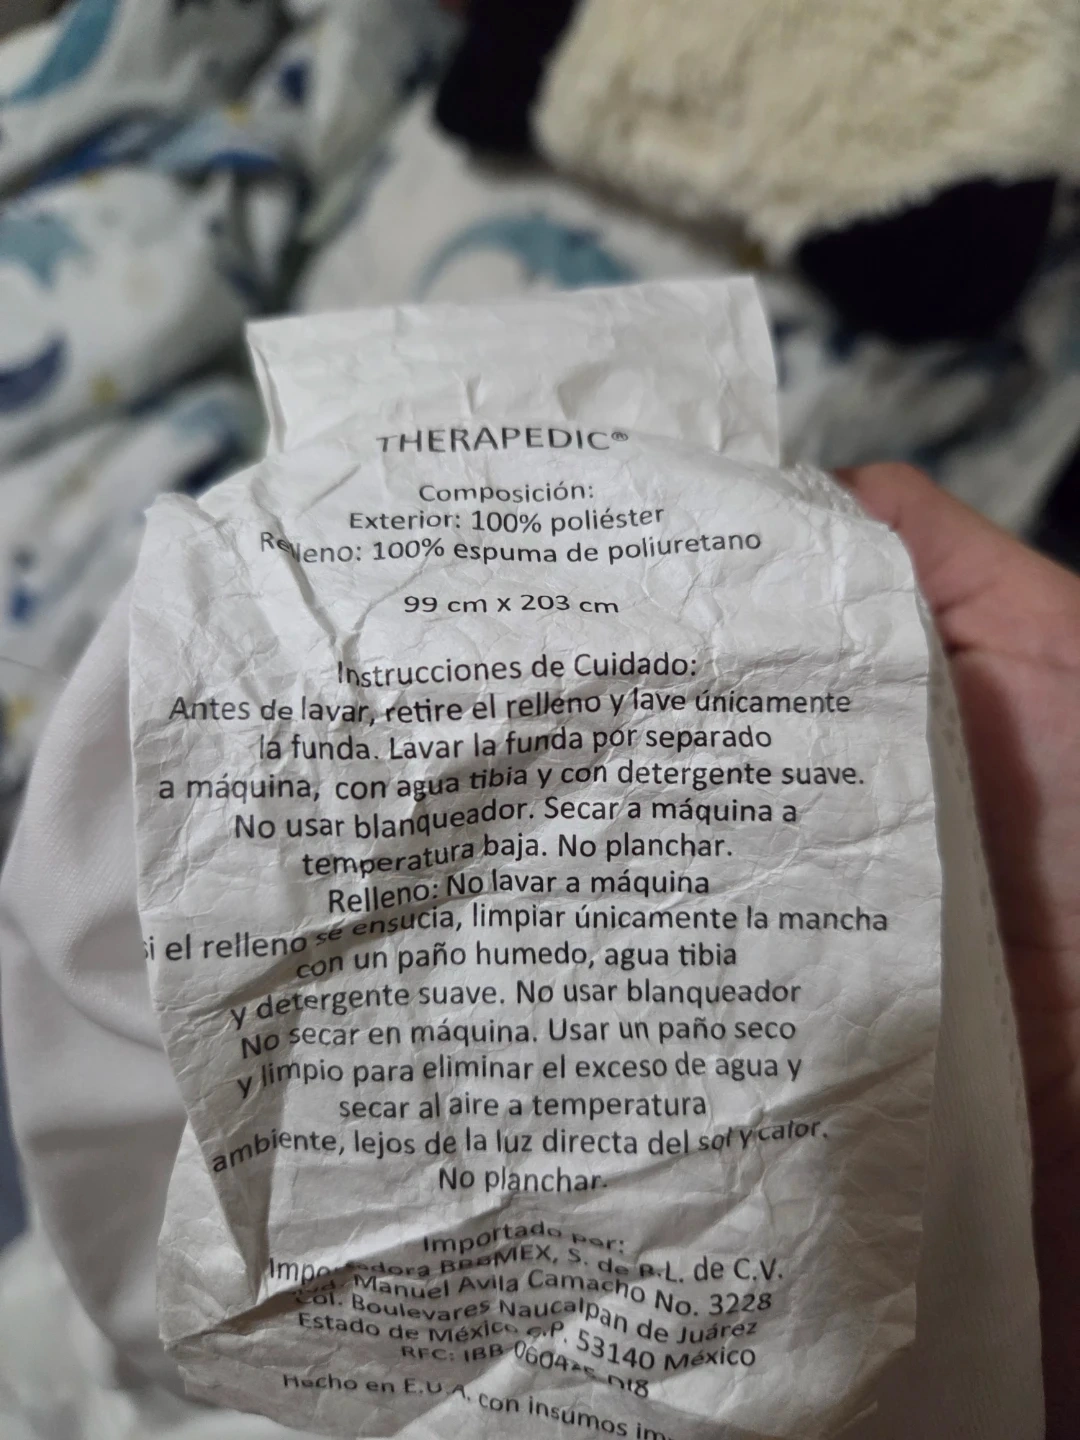 THERAPEDIC®
Composición:
Exterior: 100% poliéster
Relleno: 100% espuma de poliuretano
99 cm x 203 cm
Instrucciones de Cuidado:
Antes de lavar, retire el relleno y lave únicamente
la funda. Lavar la funda por separado
a máquina, con agua tibia y con detergente suave.
No usar blanqueador. Secar a máquina a
temperatura baja. No planchar.
Relleno: No lavar a máquina
si el relleno se ensucia, limpiar únicamente la mancha
con un paño humedo, agua tibia
y detergente suave. No usar blanqueador
No secar en máquina. Usar un paño seco
y limpio para eliminar el exceso de agua y
secar al aire a temperatura
ambiente, lejos de la luz directa del sol y calor.
No planchar.
Importado por:
S. de R.L. de C.V.
Manuel Avila Camacho No. 3228
Col. Boulevares Naucalpan de Juárez
Estado de México C.P. 53140 México
RFC: IBB
Hecho en E.U.A. con insumos